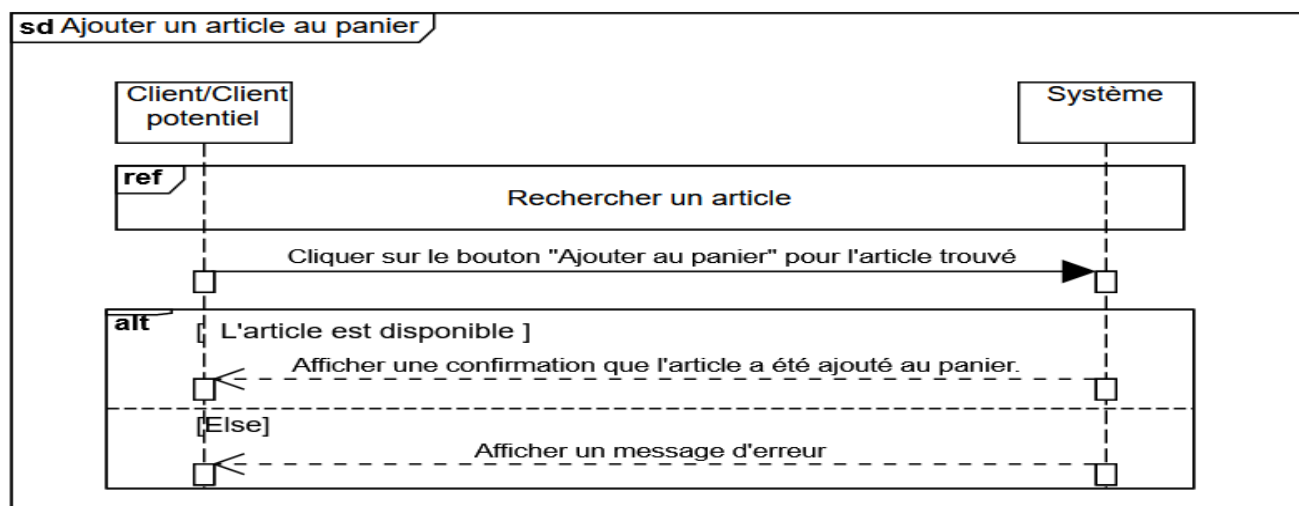 sd Ajouter un article au panier
Client/Client
potentiel
Système
ref
Rechercher un article
Cliquer sur le bouton "Ajouter au panier" pour l'article trouvé
alt
[ L'article est disponible ]
Afficher une confirmation que l'article a été ajouté au panier.
[Else]
Afficher un message d'erreur